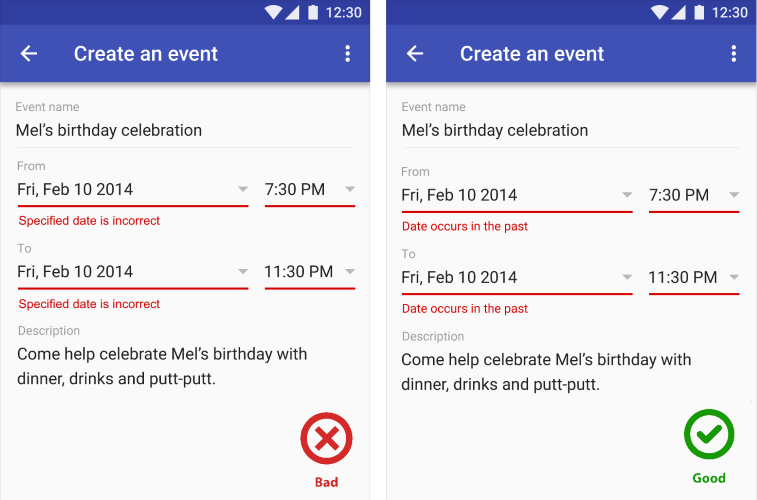 12:30
Create an event
Event name
Mel's birthday celebration
From
Fri, Feb 10 2014 7:30 PM
Specified date is incorrect
To
Fri, Feb 10 2014 11:30 PM
Specified date is incorrect
Description
Come help celebrate Mel's birthday with
dinner, drinks and putt-putt.
Bad
12:30
Create an event
Event name
Mel's birthday celebration
From
Fri, Feb 10 2014 7:30 PM
Date occurs in the past
To
Fri, Feb 10 2014 11:30 PM
Date occurs in the past
Description
Come help celebrate Mel's birthday with
dinner, drinks and putt-putt.
Good